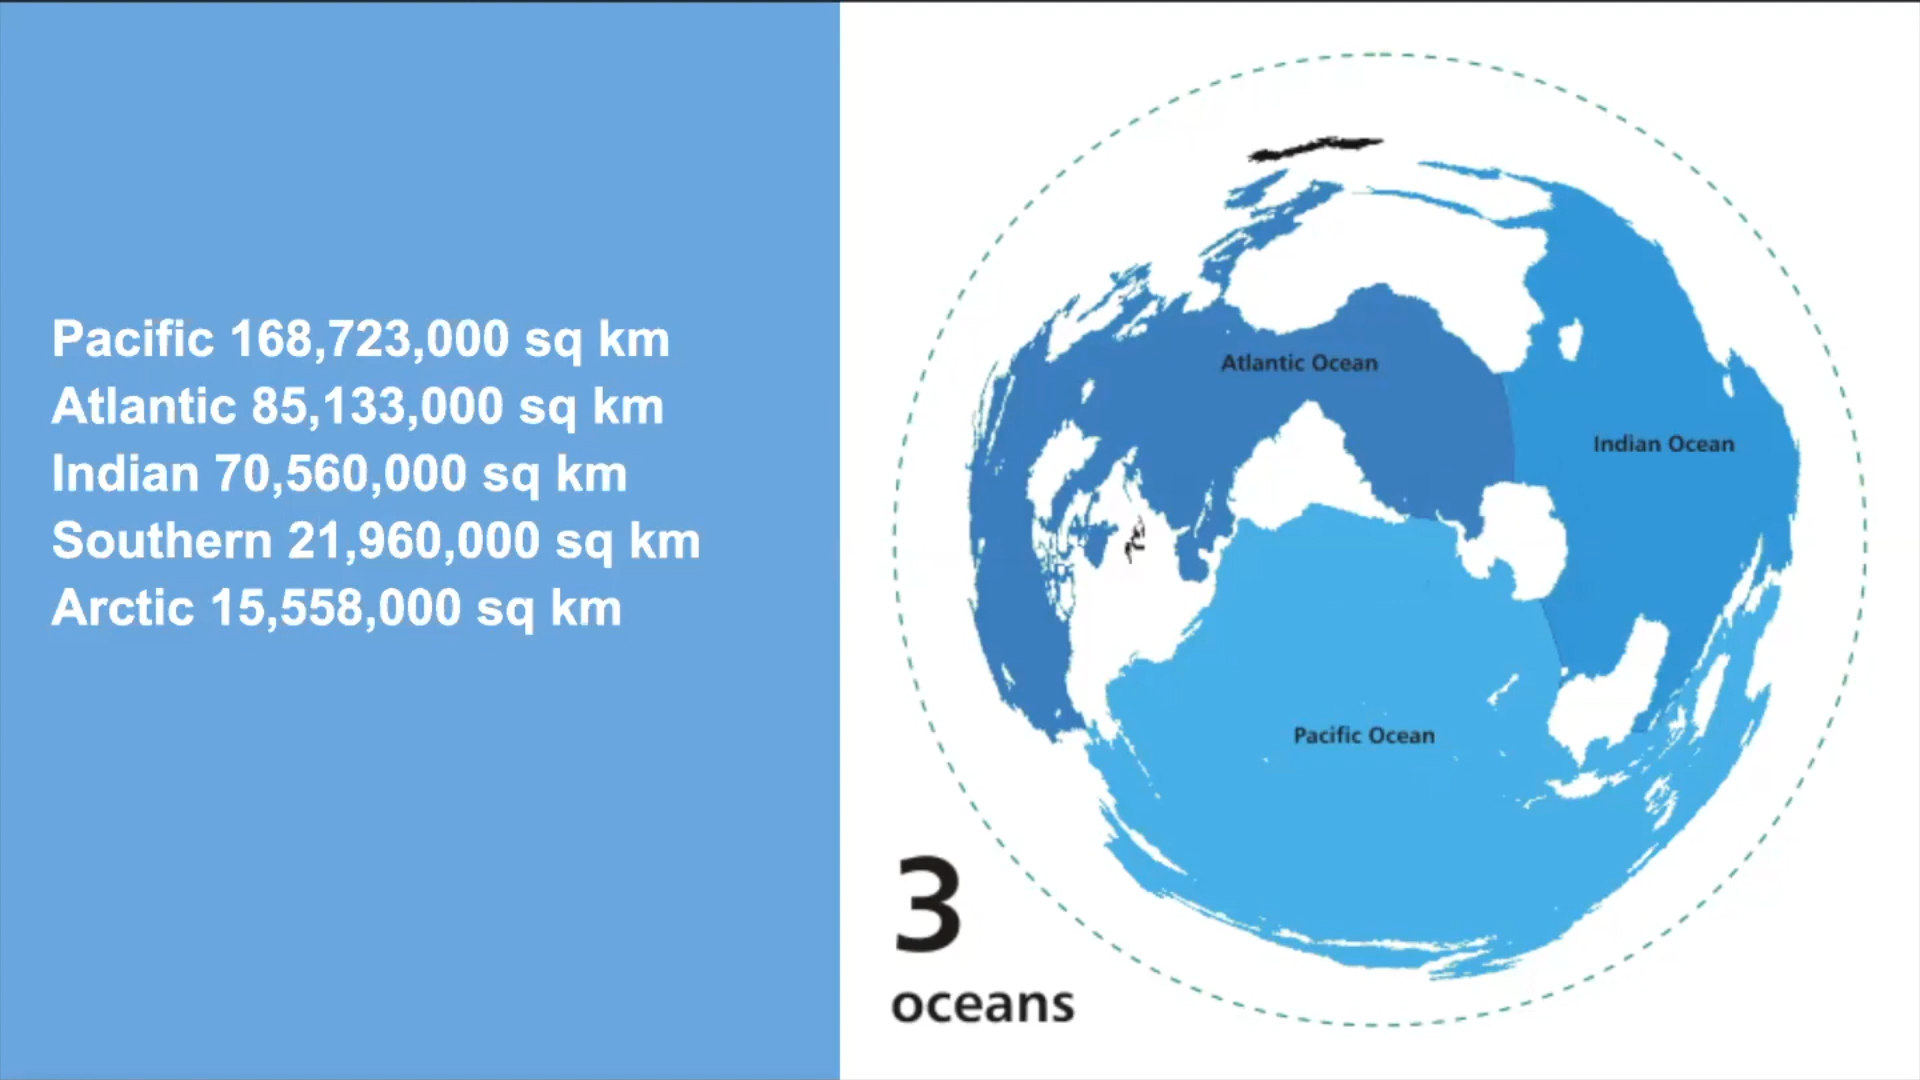 Pacific 168,723,000 sq km
Atlantic 85,133,000 sq km
Indian 70,560,000 sq km
Southern 21,960,000 sq km
Arctic 15,558,000 sq km
Atlantic Ocean
Indian Ocean
Pacific Ocean
3
oceans